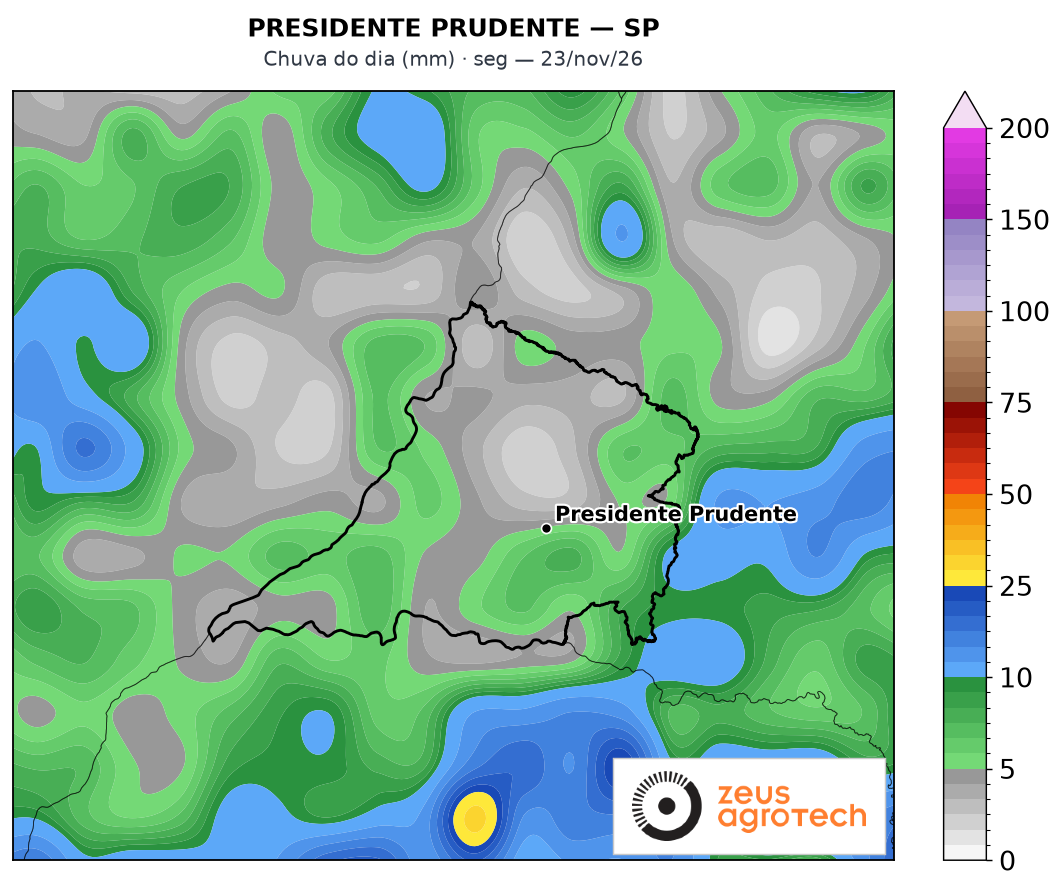 PRESIDENTE PRUDENTE — SP
Chuva do dia (mm) · seg — 23/nov/26
200
150
100
75
50
25
10
5
0
Presidente Prudente
zeus
agrotech